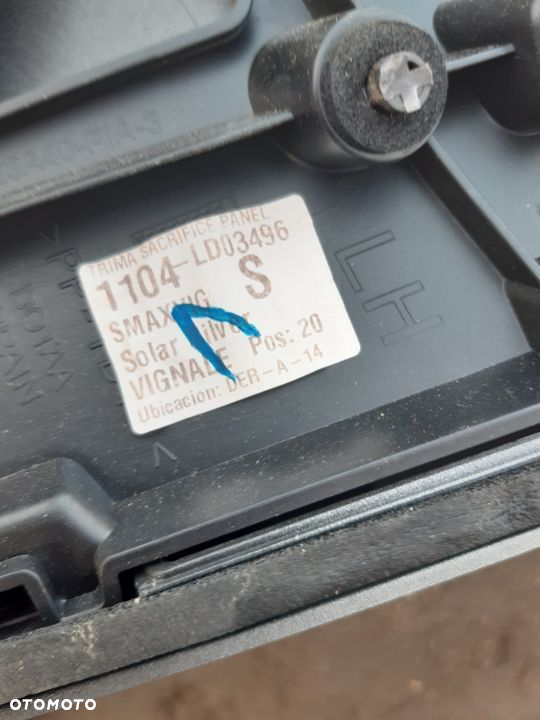 TRIMA SACRIFICE PANEL
1104-LD03496
SMAXVIG S
Solar Silver
VIGNALE Pos: 20
Ubicacion: DER-A-14
LH
OTOMOTO